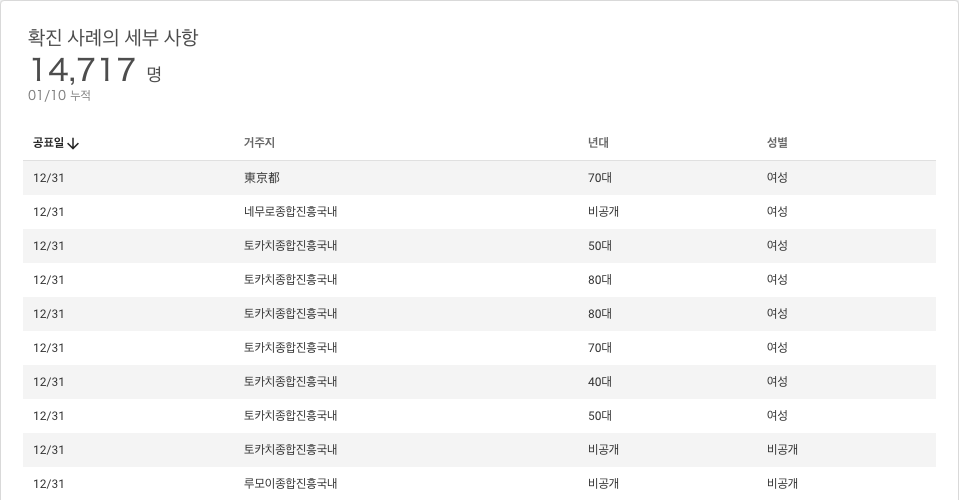 확진 사례의 세부 사항
14,717 명
01/10 누적
공표일↓ 거주지 년대 성별
12/31 東京都 70대 여성
12/31 네무로종합진흥국내 비공개 여성
12/31 토카치종합진흥국내 50대 여성
12/31 토카치종합진흥국내 80대 여성
12/31 토카치종합진흥국내 80대 여성
12/31 토카치종합진흥국내 70대 여성
12/31 토카치종합진흥국내 40대 여성
12/31 토카치종합진흥국내 50대 여성
12/31 토카치종합진흥국내 비공개 비공개
12/31 루모이종합진흥국내 비공개 비공개